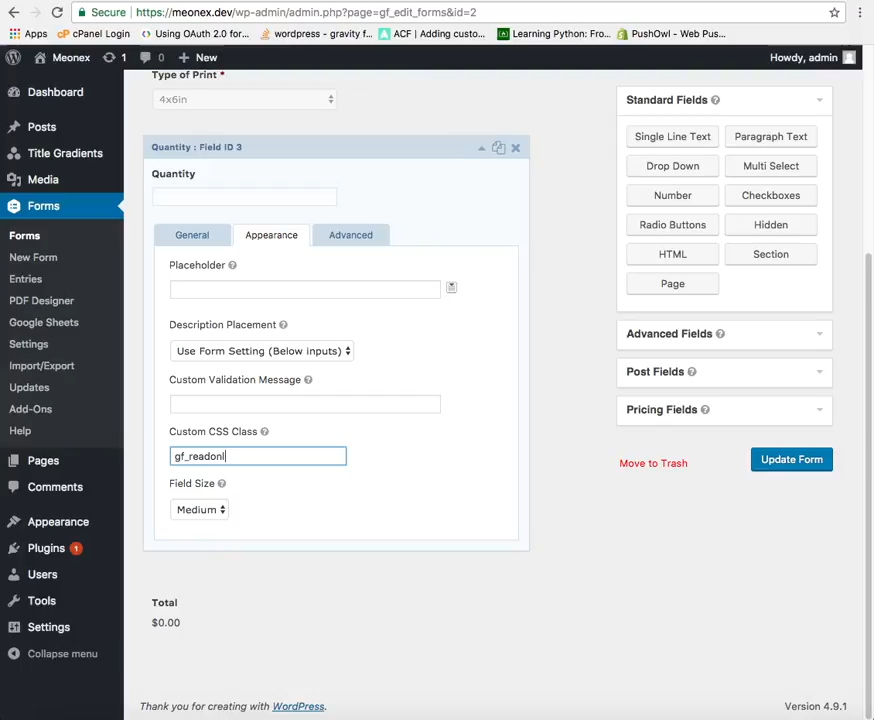 Secure https://meonex.dev/wp-admin/admin.php?page=gf_edit_forms&id=2
Apps cPanel Login Using OAuth 2.0 for... wordpress - gravity f... ACF | Adding custo... Learning Python: Fro... PushOwl - Web Pus...
Meonex 1 0 New Howdy, admin
Dashboard
Posts
Title Gradients
Media
Forms
Forms
New Form
Entries
PDF Designer
Google Sheets
Settings
Import/Export
Updates
Add-Ons
Help
Pages
Comments
Appearance
Plugins 1
Users
Tools
Settings
Collapse menu
Type of Print *
4x6in
Quantity : Field ID 3
Quantity
General Appearance Advanced
Placeholder
Description Placement
Use Form Setting (Below inputs)
Custom Validation Message
Custom CSS Class
gf_readonl
Field Size
Medium
Total
$0.00
Standard Fields
Single Line Text Paragraph Text
Drop Down Multi Select
Number Checkboxes
Radio Buttons Hidden
HTML Section
Page
Advanced Fields
Post Fields
Pricing Fields
Move to Trash Update Form
Thank you for creating with WordPress. Version 4.9.1